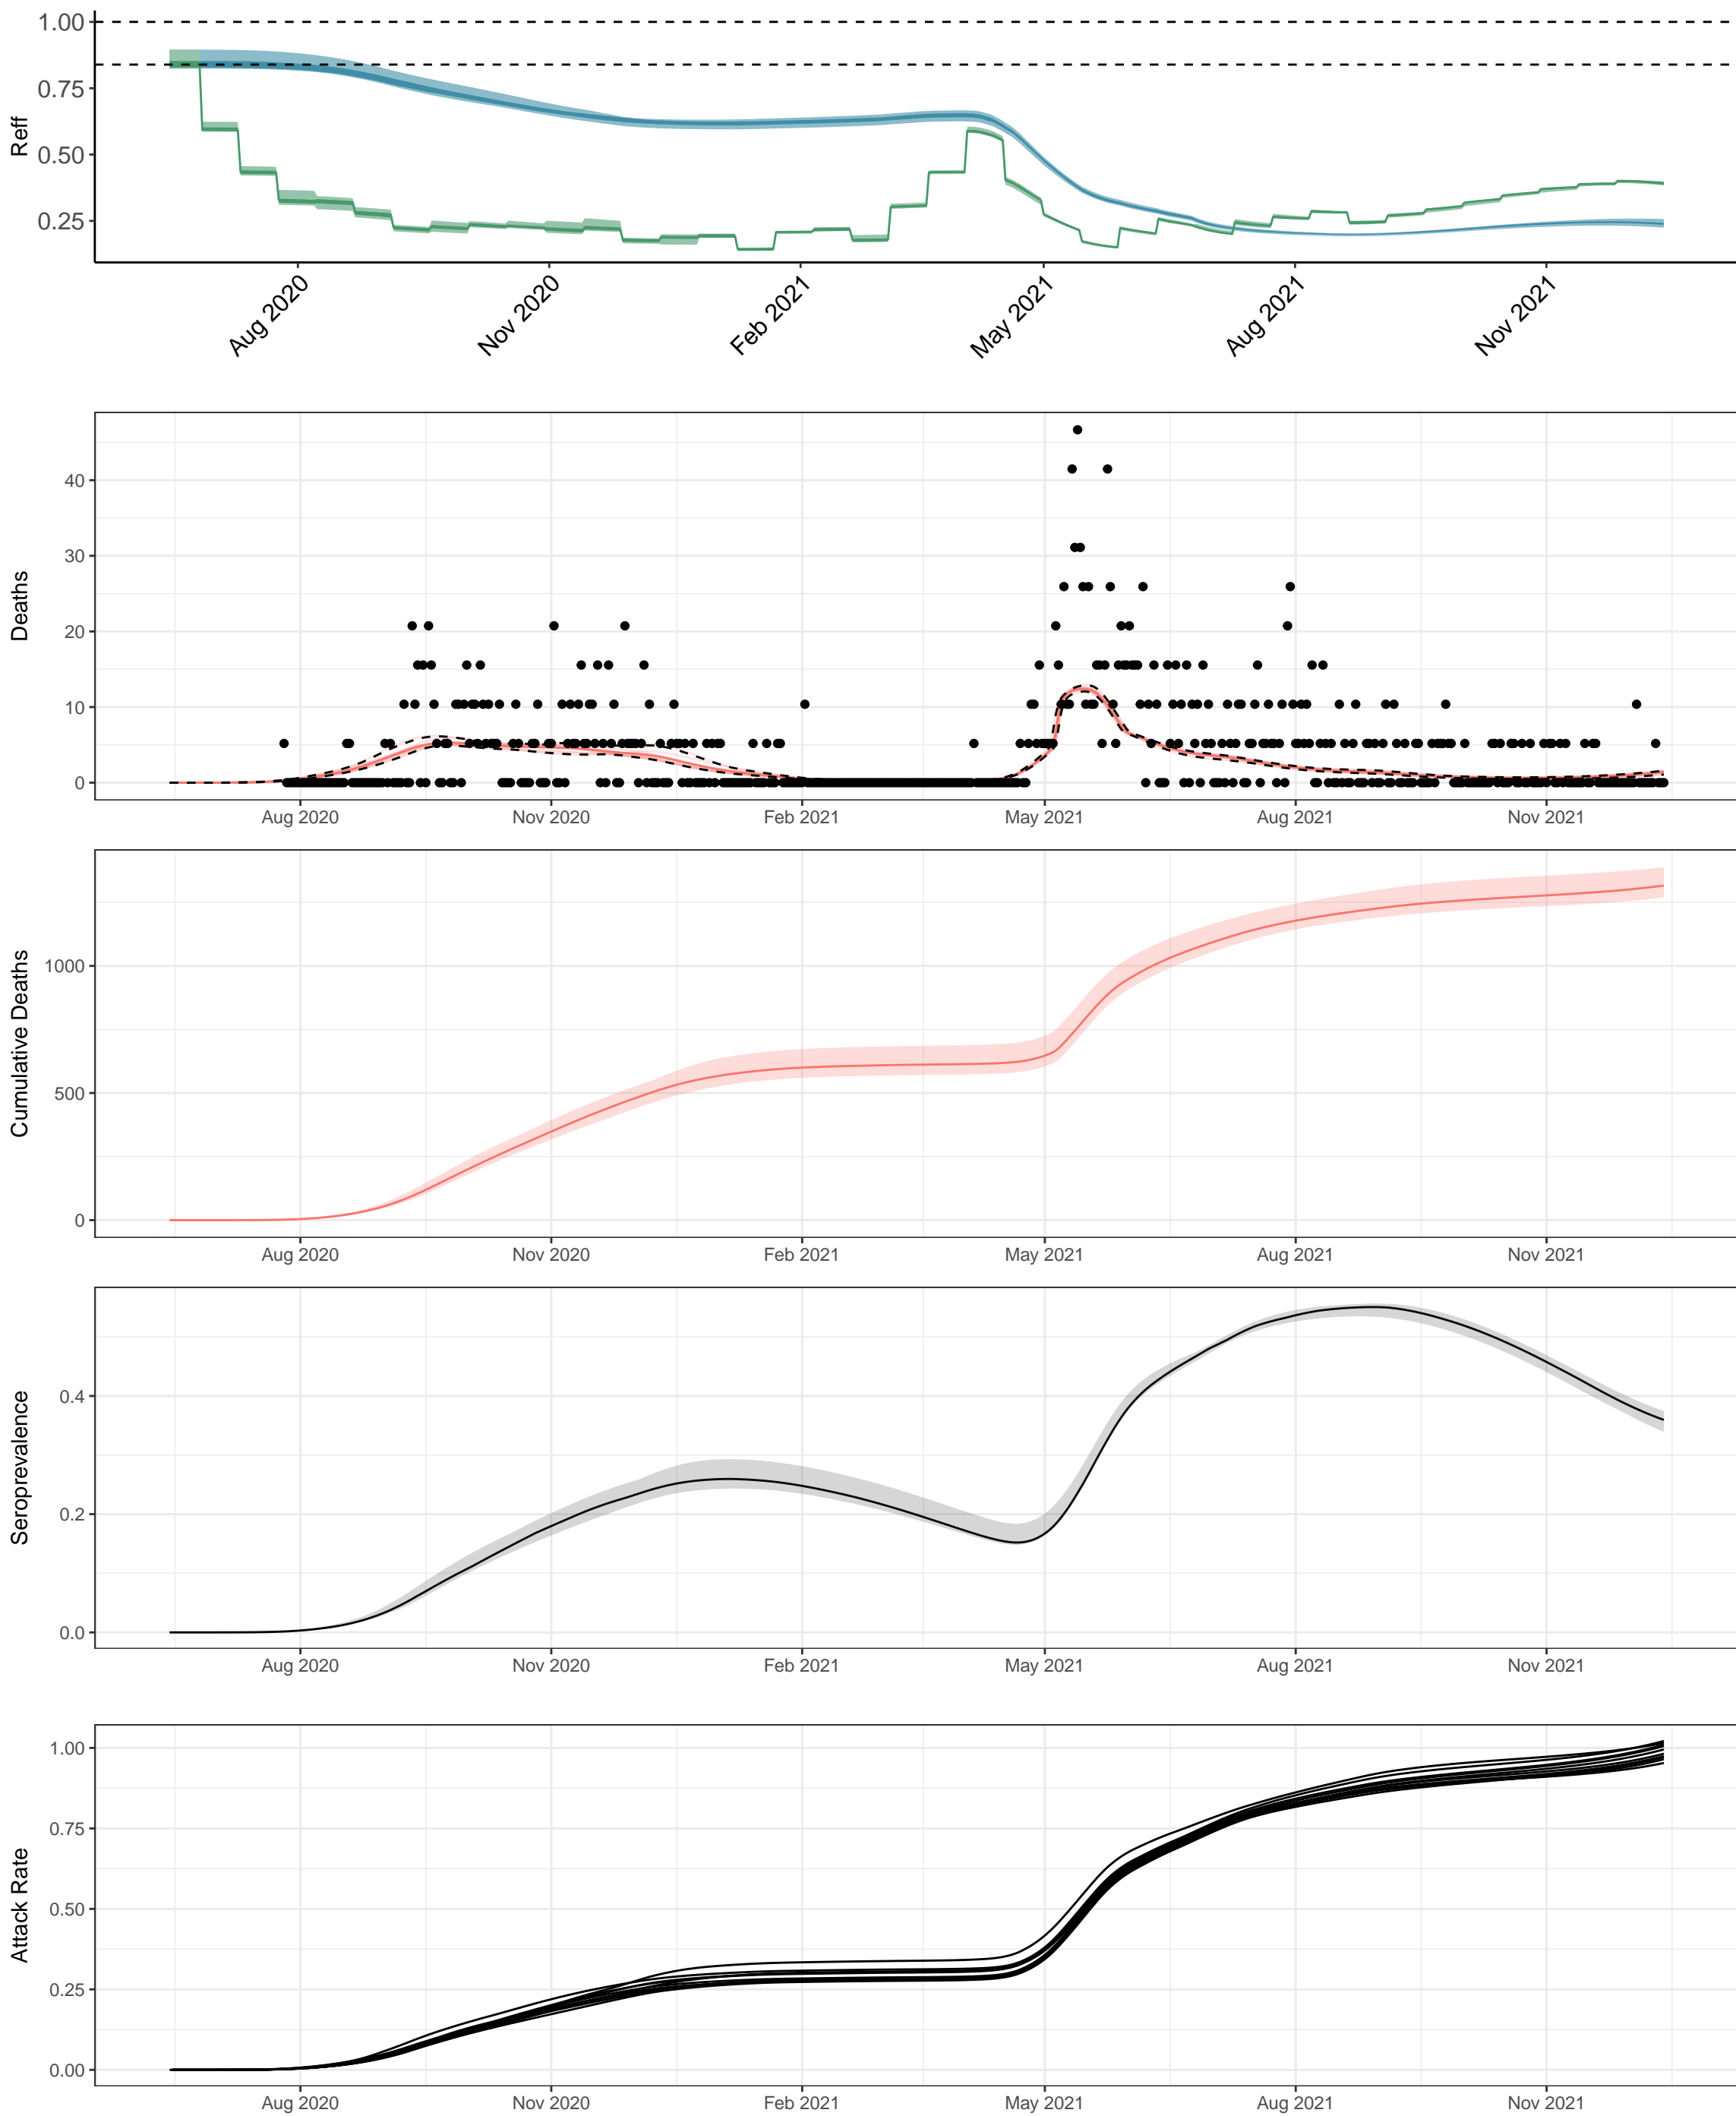 Reff
1.00
0.75
0.50
0.25
Aug 2020
Nov 2020
Feb 2021
May 2021
Aug 2021
Nov 2021
Deaths
40
30
20
10
0
Aug 2020
Nov 2020
Feb 2021
May 2021
Aug 2021
Nov 2021
Cumulative Deaths
1000
500
0
Aug 2020
Nov 2020
Feb 2021
May 2021
Aug 2021
Nov 2021
Seroprevalence
0.4
0.2
0.0
Aug 2020
Nov 2020
Feb 2021
May 2021
Aug 2021
Nov 2021
Attack Rate
1.00
0.75
0.50
0.25
0.00
Aug 2020
Nov 2020
Feb 2021
May 2021
Aug 2021
Nov 2021